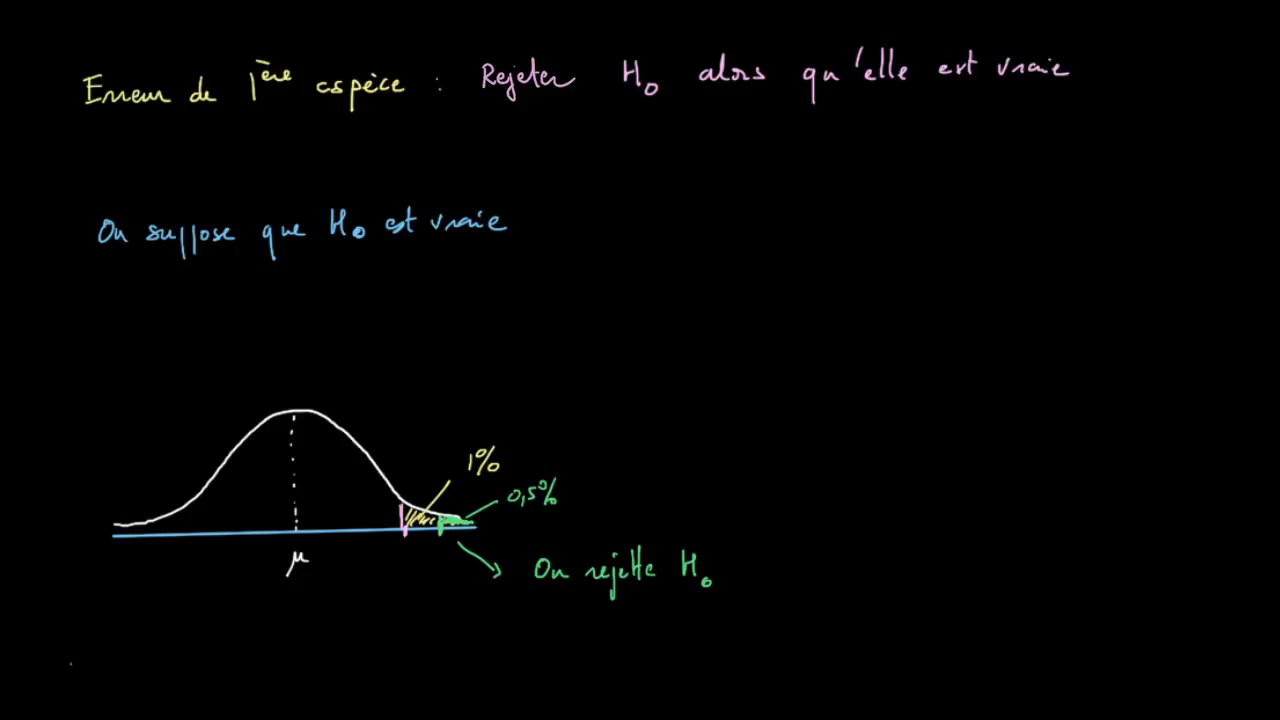 Erreur de 1ère espèce : Rejeter H0 alors qu'elle est vraie
On suppose que H0 est vraie
1%
0,5%
μ
On rejette H0